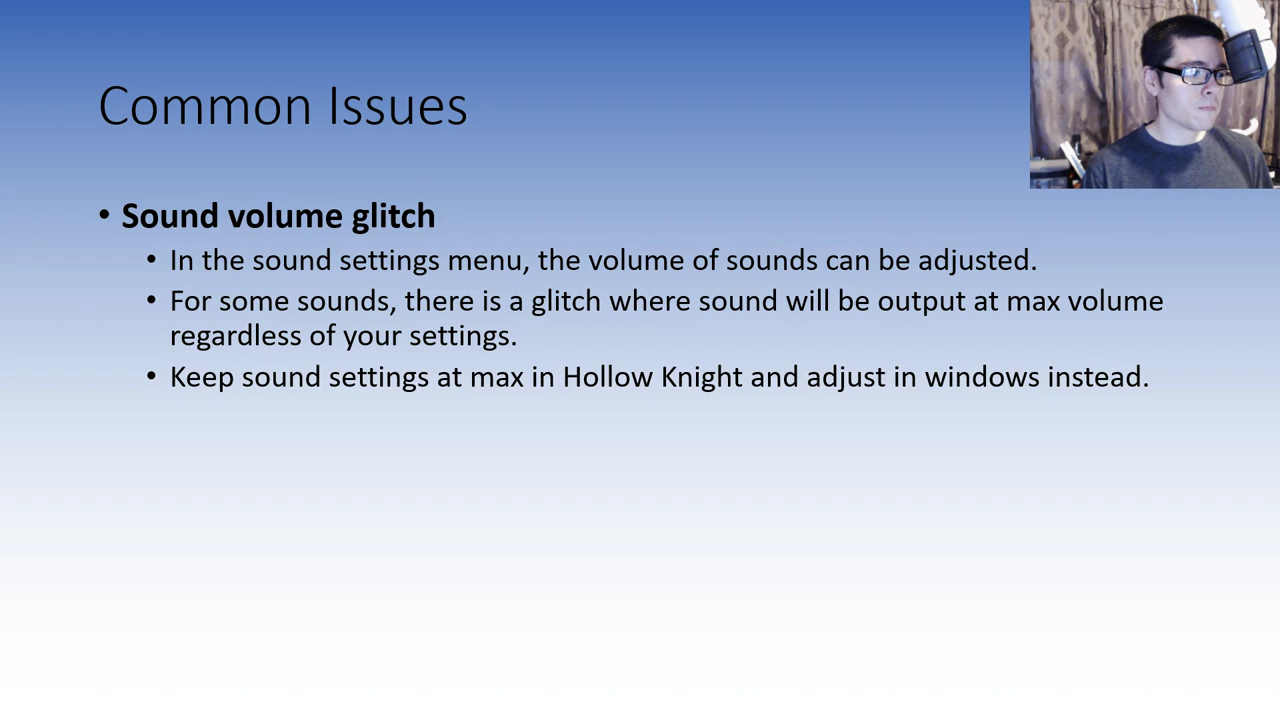 Common Issues
• Sound volume glitch
• In the sound settings menu, the volume of sounds can be adjusted.
• For some sounds, there is a glitch where sound will be output at max volume
regardless of your settings.
• Keep sound settings at max in Hollow Knight and adjust in windows instead.